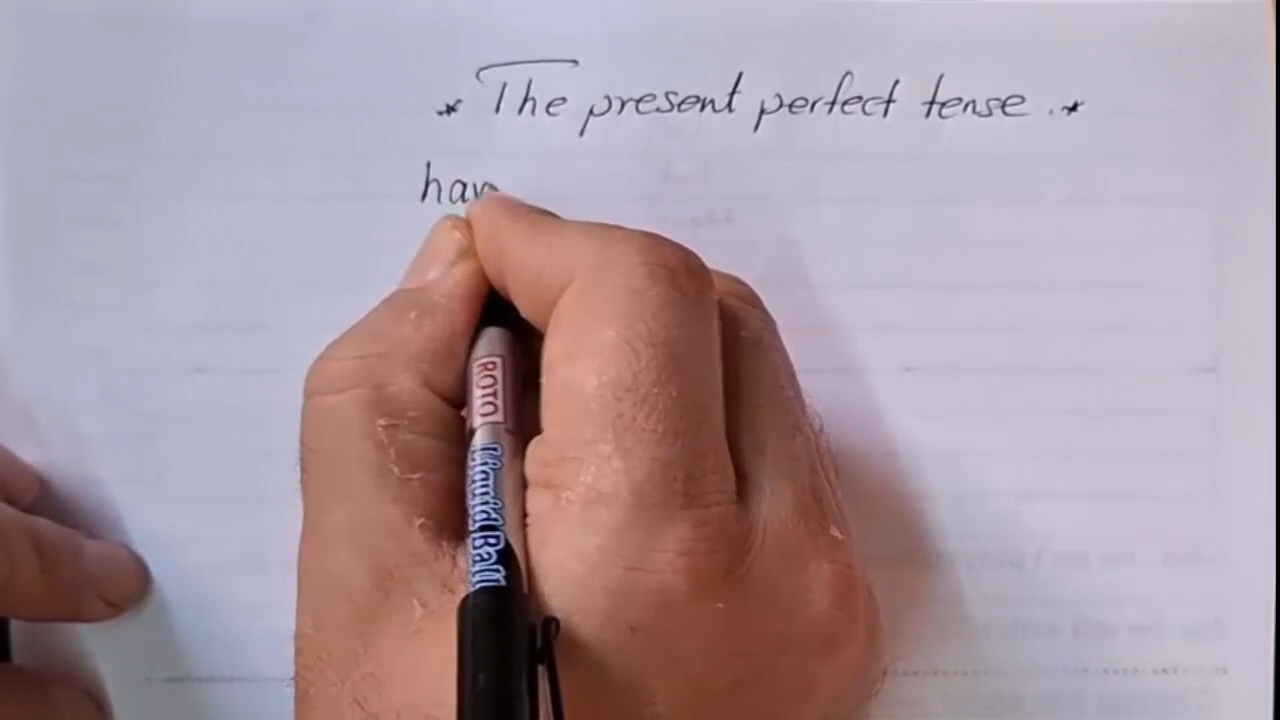 * The present perfect tense . *
hav
ROTO
Liquid Ball